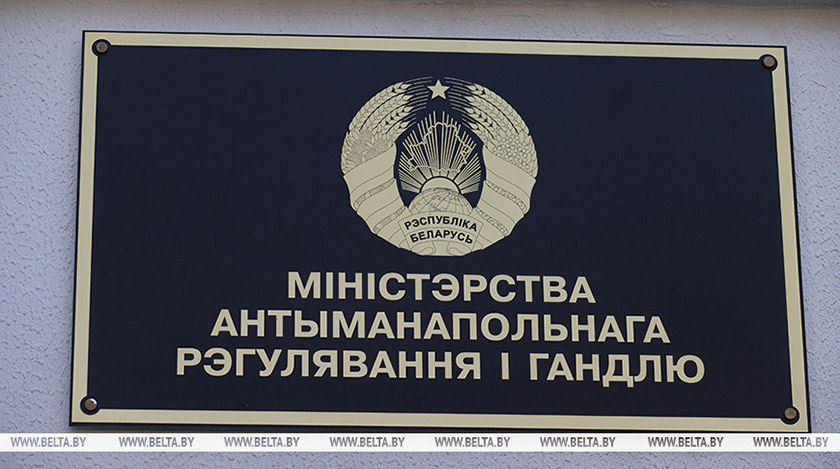 РЭСПУБЛІКА
БЕЛАРУСЬ
МІНІСТЭРСТВА
АНТЫМАНАПОЛЬНАГА
РЭГУЛЯВАННЯ І ГАНДЛЮ
WWW.BELTA.BY WWW.BELTA.BY WWW.BELTA.BY WWW.BELTA.BY WWW.BELTA.BY WWW.BELTA.BY WWW.BELTA.BY WWW.BELTA.BY